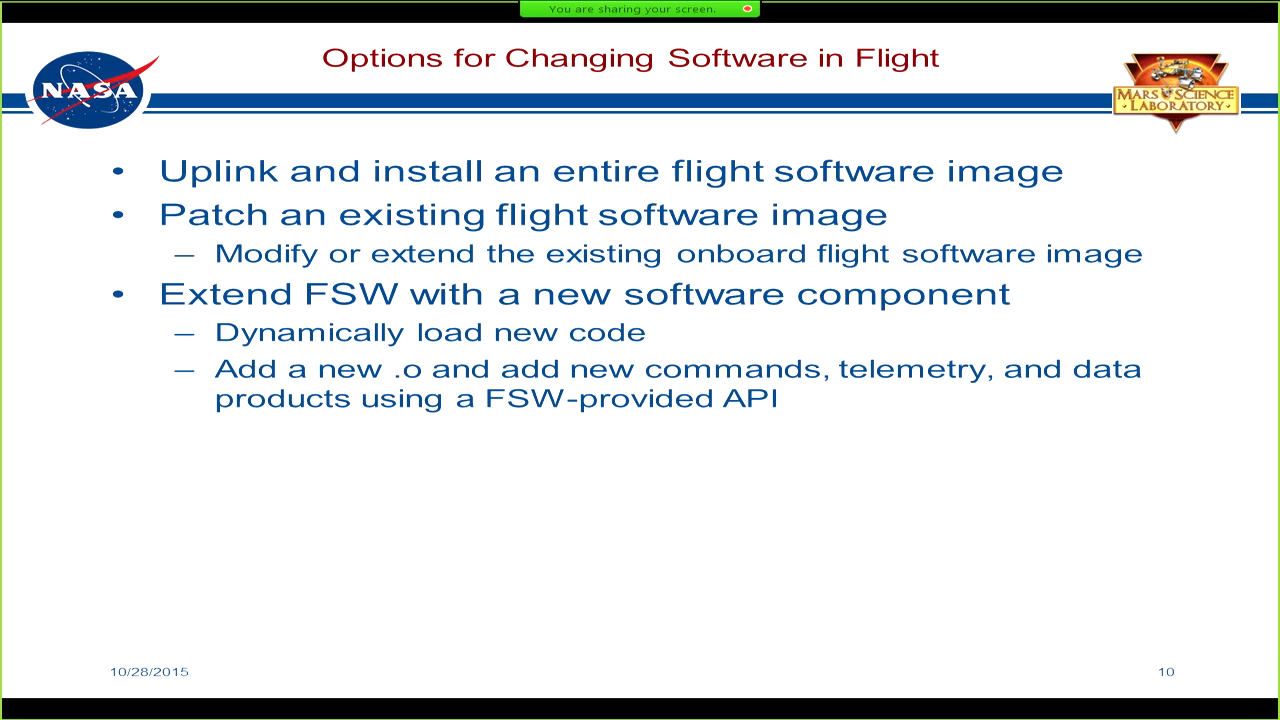 You are sharing your screen.
Options for Changing Software in Flight
NASA
MARS SCIENCE
LABORATORY
• Uplink and install an entire flight software image
• Patch an existing flight software image
— Modify or extend the existing onboard flight software image
• Extend FSW with a new software component
— Dynamically load new code
— Add a new .o and add new commands, telemetry, and data
products using a FSW-provided API
10/28/2015
10